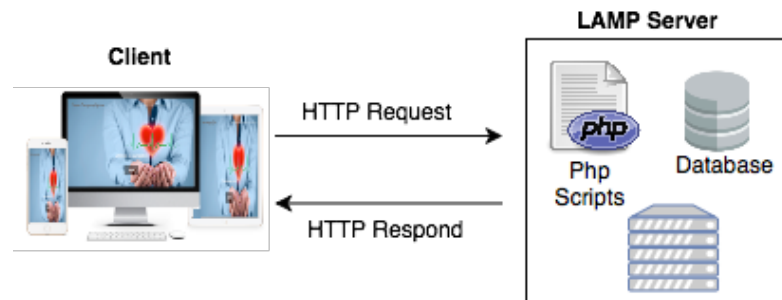 LAMP Server
Client
HTTP Request
php
Php
Scripts
Database
HTTP Respond